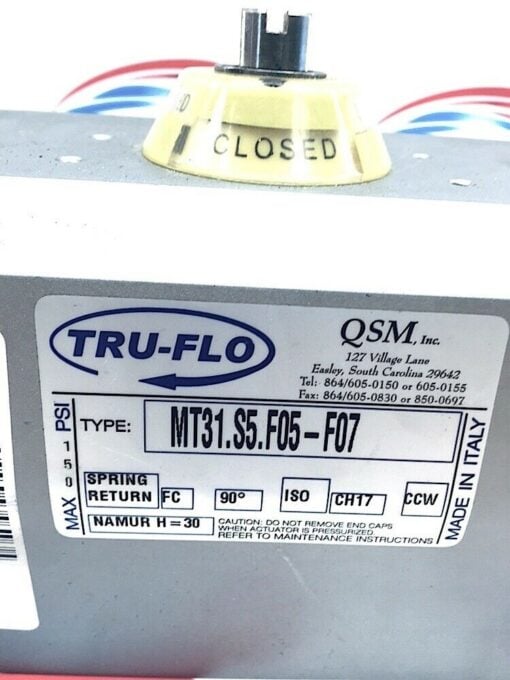 CLOSED
TRU-FLO
QSM, Inc.
127 Village Lane
Easley, South Carolina 29642
Tel: 864/605-0150 or 605-0155
Fax: 864/605-0830 or 850-0697
MAX 150 PSI
TYPE: MT31.S5.F05-F07
SPRING
RETURN FC 90° ISO CH17 CCW
NAMUR H=30
CAUTION: DO NOT REMOVE END CAPS
WHEN ACTUATOR IS PRESSURIZED.
REFER TO MAINTENANCE INSTRUCTIONS
MADE IN ITALY